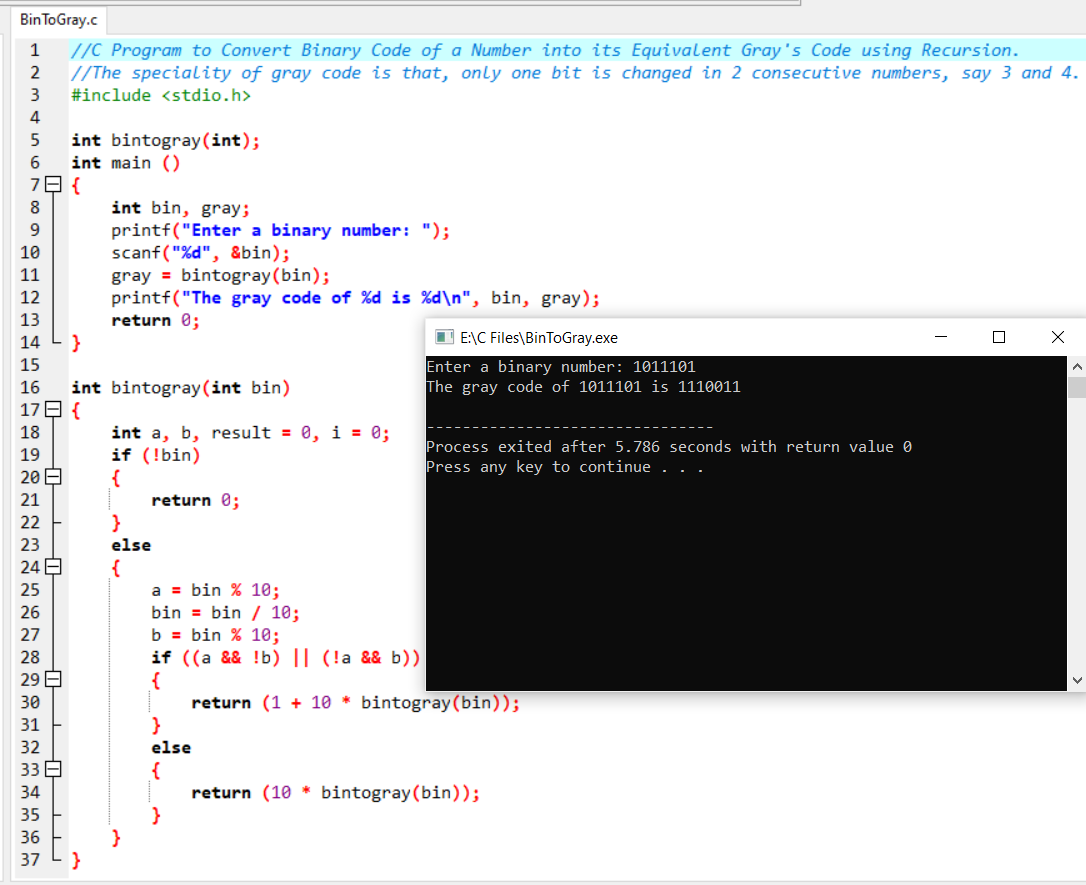 BinToGray.c
1 //C Program to Convert Binary Code of a Number into its Equivalent Gray's Code using Recursion.
2 //The speciality of gray code is that, only one bit is changed in 2 consecutive numbers, say 3 and 4.
3 #include <stdio.h>
4
5 int bintogray(int);
6 int main ()
7 {
8     int bin, gray;
9     printf("Enter a binary number: ");
10     scanf("%d", &bin);
11     gray = bintogray(bin);
12     printf("The gray code of %d is %d\n", bin, gray);
13     return 0;
14 }
15
16 int bintogray(int bin)
17 {
18     int a, b, result = 0, i = 0;
19     if (!bin)
20     {
21         return 0;
22     }
23     else
24     {
25         a = bin % 10;
26         bin = bin / 10;
27         b = bin % 10;
28         if ((a && !b) || (!a && b))
29         {
30             return (1 + 10 * bintogray(bin));
31         }
32         else
33         {
34             return (10 * bintogray(bin));
35         }
36     }
37 }
E:\C Files\BinToGray.exe
Enter a binary number: 1011101
The gray code of 1011101 is 1110011
--------------------------------
Process exited after 5.786 seconds with return value 0
Press any key to continue . . .